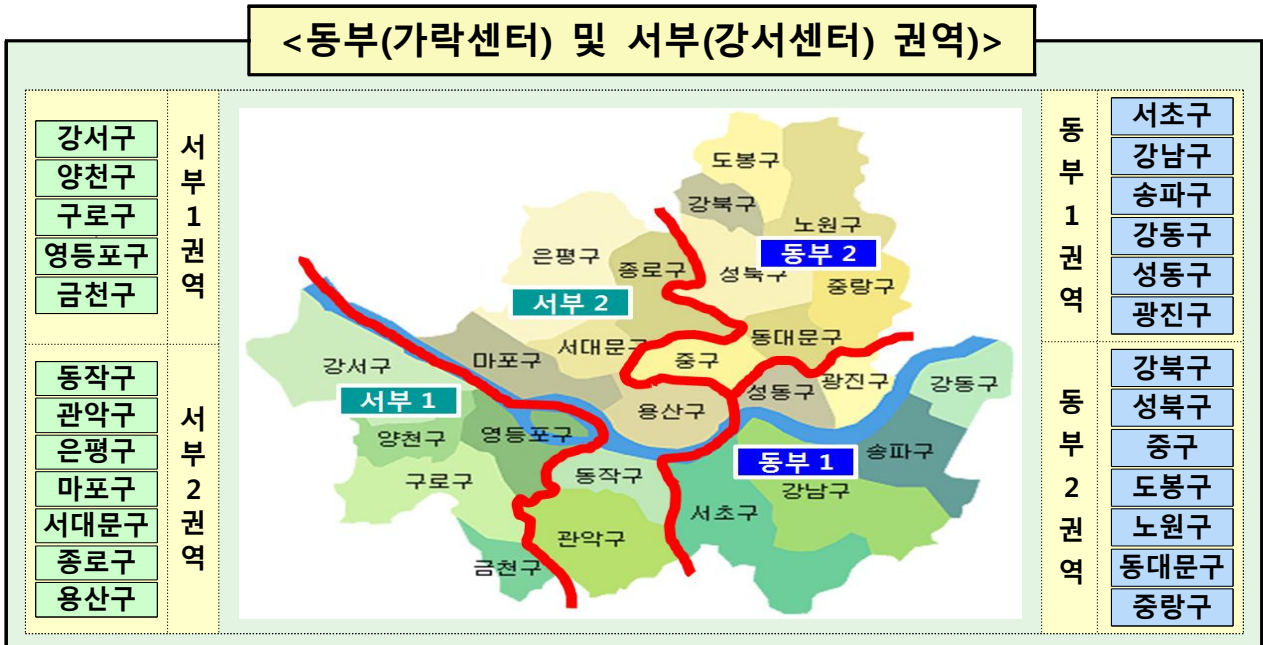 <동부(가락센터) 및 서부(강서센터) 권역)>
서부1권역
강서구
양천구
구로구
영등포구
금천구
서부2권역
동작구
관악구
은평구
마포구
서대문구
종로구
용산구
도봉구
강북구
노원구
은평구
종로구
성북구
동부 2
중랑구
서부 2
동대문구
서대문구
마포구
중구
강서구
성동구
광진구
강동구
서부 1
용산구
양천구
영등포구
송파구
동부 1
구로구
동작구
강남구
서초구
관악구
금천구
동부1권역
서초구
강남구
송파구
강동구
성동구
광진구
동부2권역
강북구
성북구
중구
도봉구
노원구
동대문구
중랑구